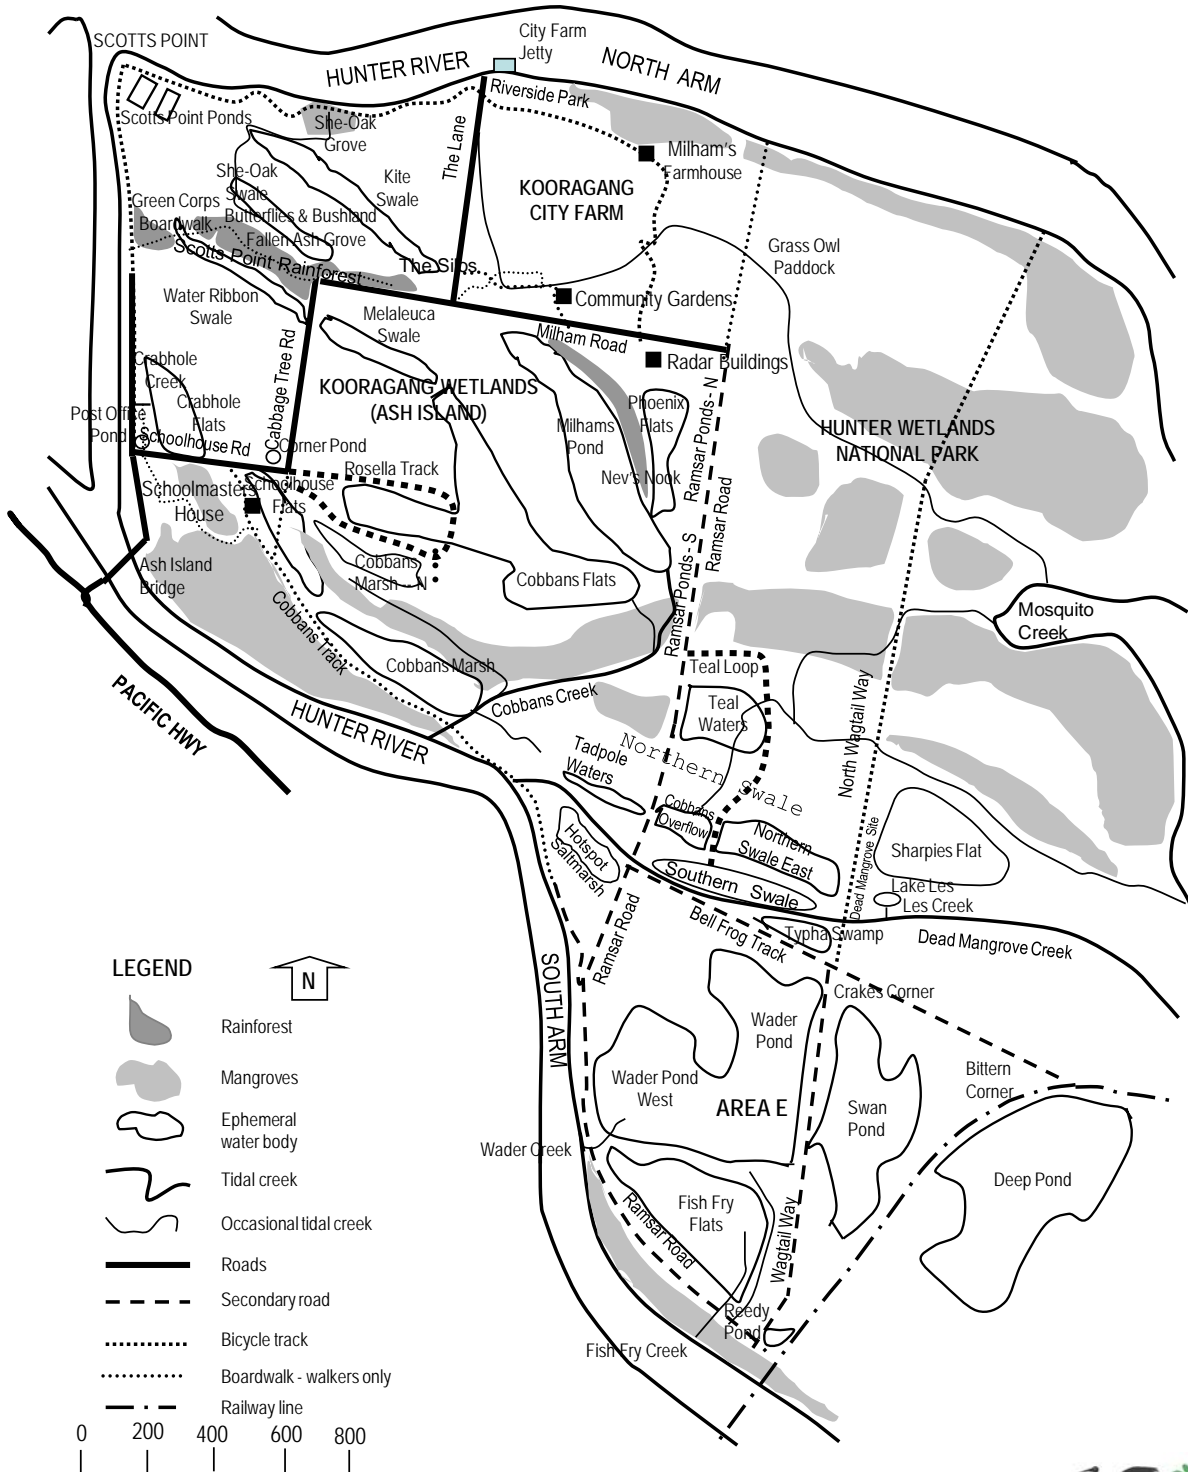 City Farm
Jetty
SCOTTS POINT
HUNTER RIVER
NORTH ARM
Riverside Park
Scotts Point Ponds
She-Oak
Grove
The Lane
Milham's
Farmhouse
She-Oak
Swale
Kite
Swale
KOORAGANG
CITY FARM
Green Corps
Boardwalk
Butterflies & Bushland
Fallen Ash Grove
Scotts Point Rainforest
The Silos
Grass Owl
Paddock
Water Ribbon
Swale
Melaleuca
Swale
Community Gardens
Milham Road
Radar Buildings
Crabhole
Creek
Crabhole
Flats
Cabbage Tree Rd
KOORAGANG WETLANDS
(ASH ISLAND)
Phoenix
Flats
Ramsar Ponds - N
Post Office
Pond
Schoolhouse Rd
Corner Pond
Milhams
Pond
HUNTER WETLANDS
NATIONAL PARK
Rosella Track
Nev's Nook
Schoolmasters
House
Schoolhouse
Flats
Ramsar Road
Ash Island
Bridge
Cobbans
Marsh - N
Cobbans Flats
Ramsar Ponds - S
Mosquito
Creek
Cobbans Track
Cobbans Marsh
Teal Loop
PACIFIC HWY
HUNTER RIVER
Cobbans Creek
Teal
Waters
North Wagtail Way
Northern Swale
Tadpole
Waters
Cobbans
Overflow
Hotspot
Saltmarsh
Northern
Swale East
Dead Mangrove Site
Sharpies Flat
Southern Swale
Lake Les
Les Creek
Ramsar Road
Bell Frog Track
Typha Swamp
Dead Mangrove Creek
SOUTH ARM
Crakes Corner
Wader
Pond
Wader Pond
West
AREA E
Swan
Pond
Bittern
Corner
Wader Creek
Deep Pond
Fish Fry
Flats
Ramsar Road
Wagtail Way
Reedy
Pond
Fish Fry Creek
LEGEND
N
Rainforest
Mangroves
Ephemeral
water body
Tidal creek
Occasional tidal creek
Roads
Secondary road
Bicycle track
Boardwalk - walkers only
Railway line
0 200 400 600 800